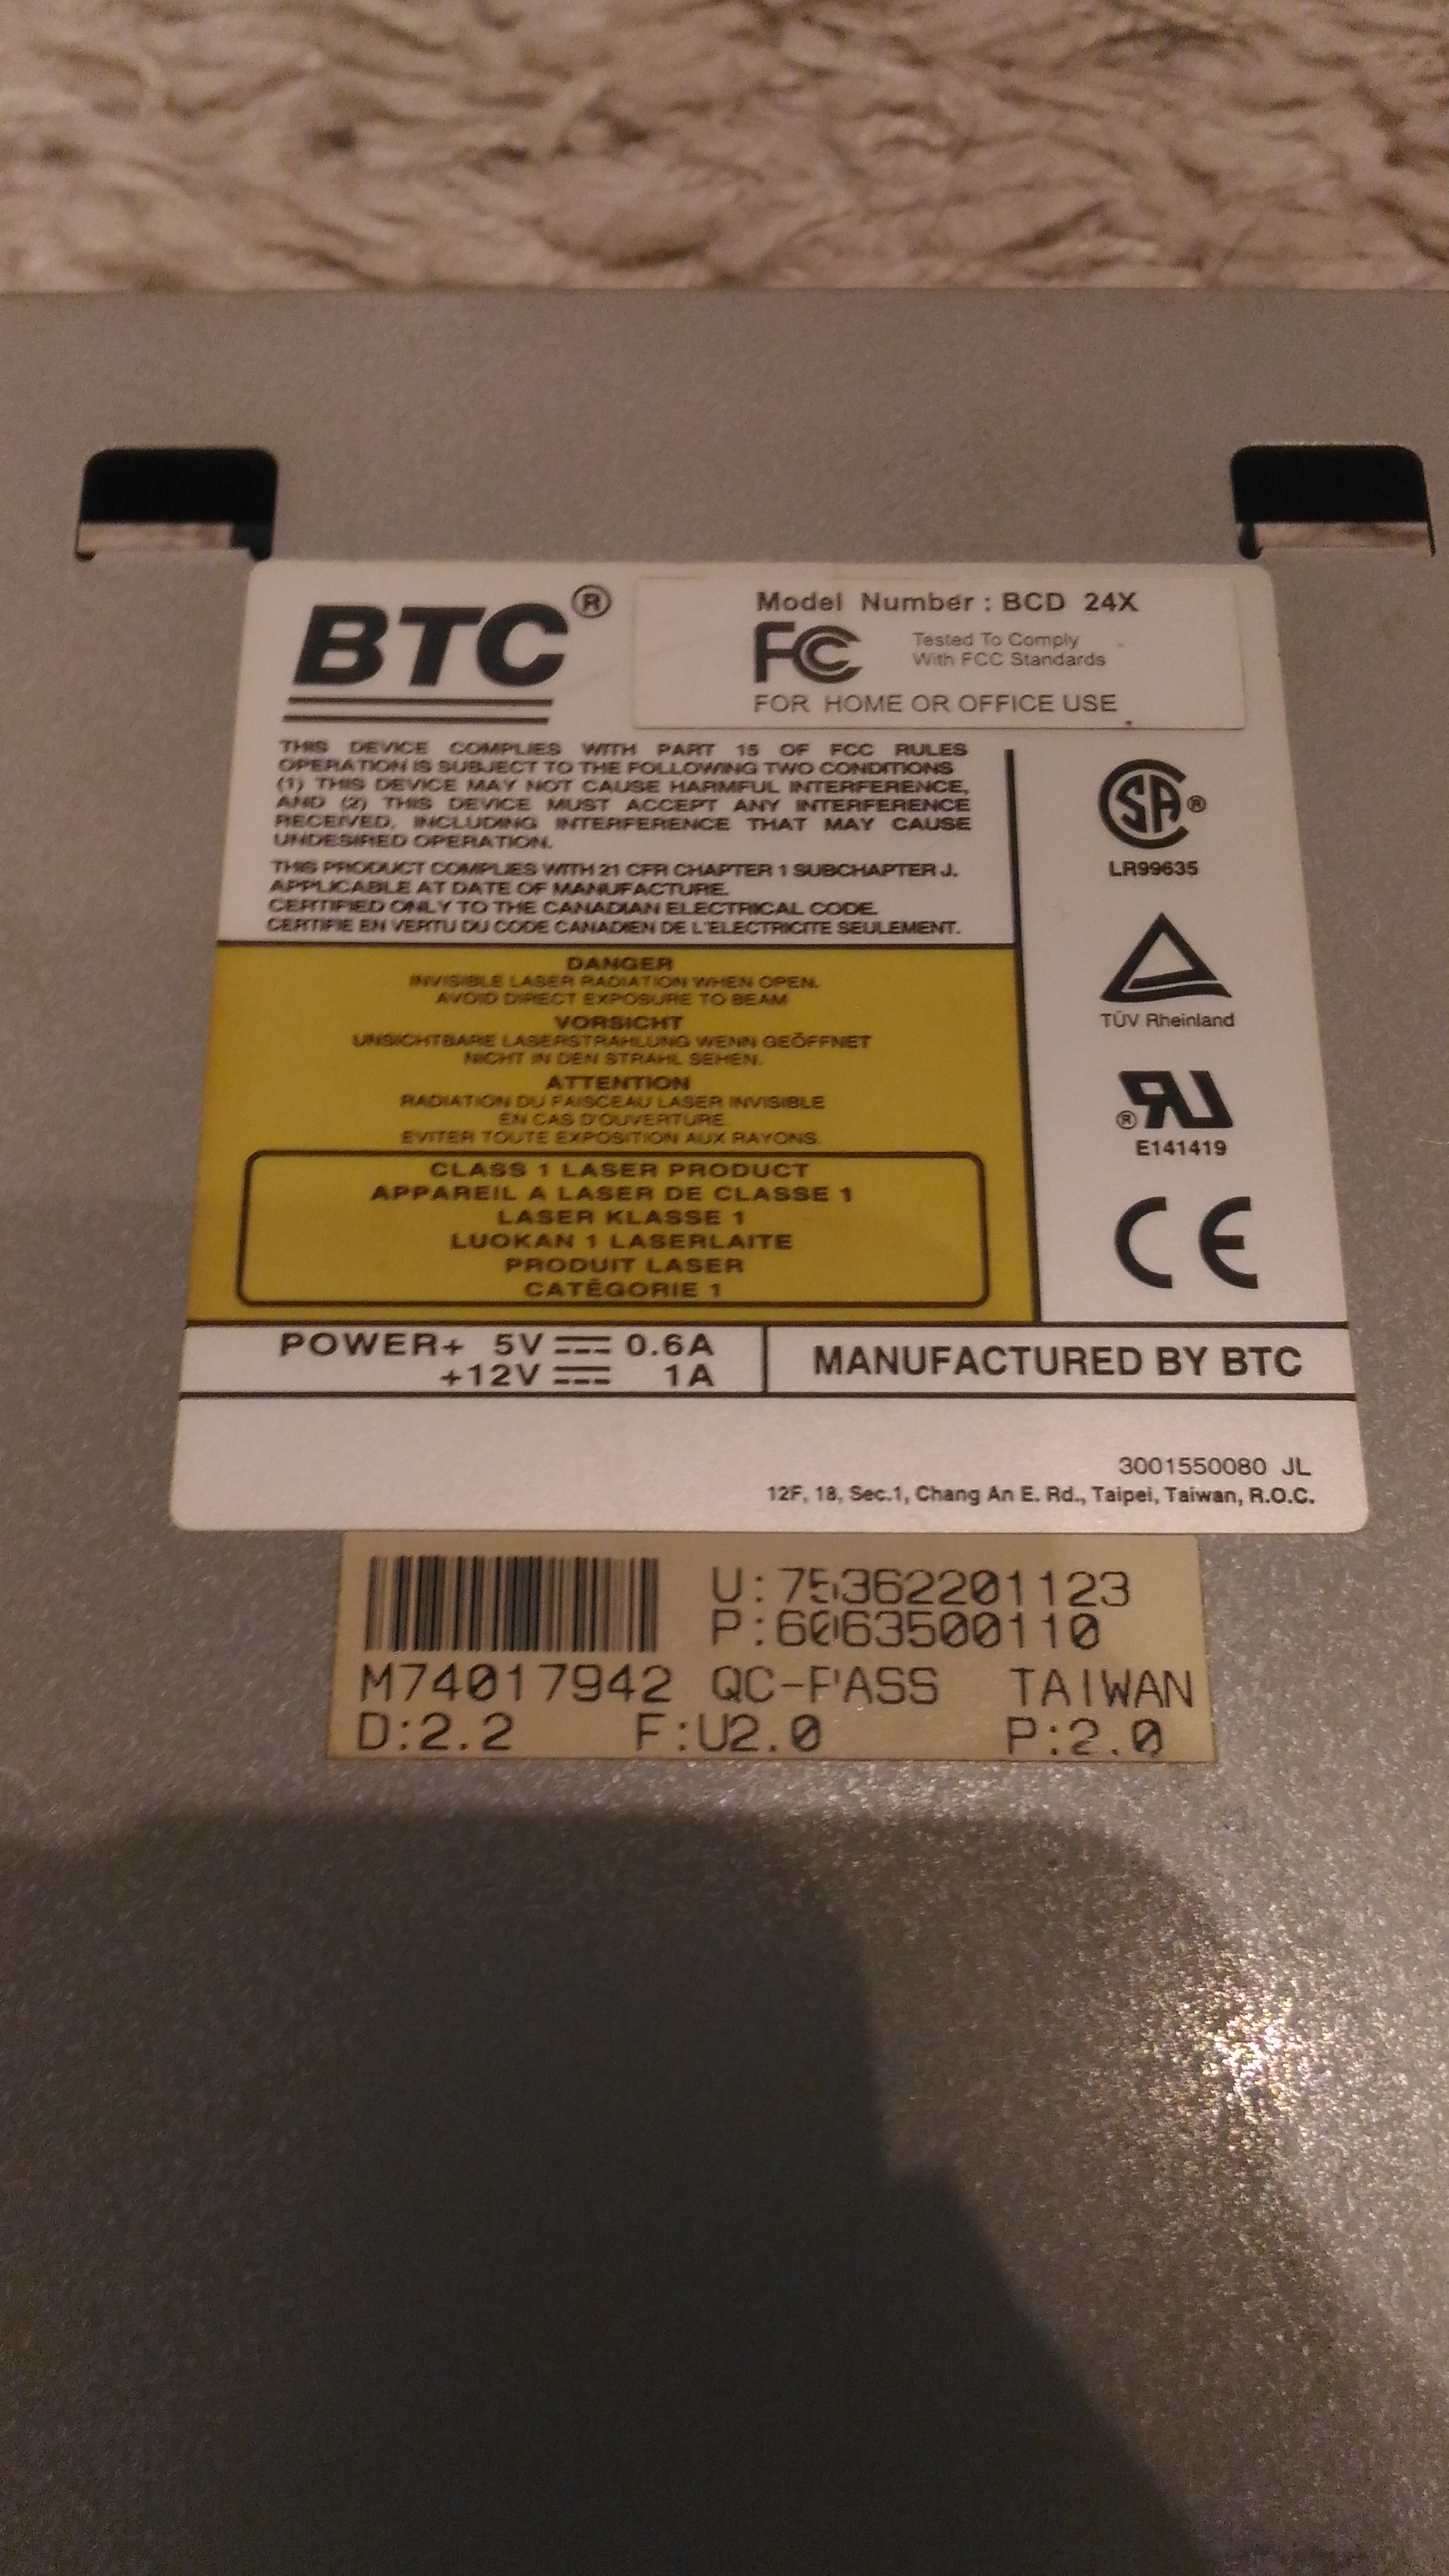 BTC®
Model Number : BCD 24X
FC Tested To Comply
With FCC Standards
FOR HOME OR OFFICE USE
THIS DEVICE COMPLIES WITH PART 15 OF FCC RULES
OPERATION IS SUBJECT TO THE FOLLOWING TWO CONDITIONS
(1) THIS DEVICE MAY NOT CAUSE HARMFUL INTERFERENCE,
AND (2) THIS DEVICE MUST ACCEPT ANY INTERFERENCE
RECEIVED, INCLUDING INTERFERENCE THAT MAY CAUSE
UNDESIRED OPERATION.
THIS PRODUCT COMPLIES WITH 21 CFR CHAPTER 1 SUBCHAPTER J.
APPLICABLE AT DATE OF MANUFACTURE.
CERTIFIED ONLY TO THE CANADIAN ELECTRICAL CODE.
CERTIFIE EN VERTU DU CODE CANADIEN DE L'ELECTRICITE SEULEMENT.
SA®
LR99635
TÜV Rheinland
®RU
E141419
CE
DANGER
INVISIBLE LASER RADIATION WHEN OPEN.
AVOID DIRECT EXPOSURE TO BEAM
VORSICHT
UNSICHTBARE LASERSTRAHLUNG WENN GEÖFFNET
NICHT IN DEN STRAHL SEHEN.
ATTENTION
RADIATION DU FAISCEAU LASER INVISIBLE
EN CAS D'OUVERTURE.
EVITER TOUTE EXPOSITION AUX RAYONS.
CLASS 1 LASER PRODUCT
APPAREIL A LASER DE CLASSE 1
LASER KLASSE 1
LUOKAN 1 LASERLAITE
PRODUIT LASER
CATÉGORIE 1
POWER+ 5V 0.6A
+12V 1A
MANUFACTURED BY BTC
3001550080 JL
12F, 18, Sec.1, Chang An E. Rd., Taipei, Taiwan, R.O.C.
U:75362201123
P:6063500110
M74017942 QC-PASS TAIWAN
D:2.2 F:U2.0 P:2.0